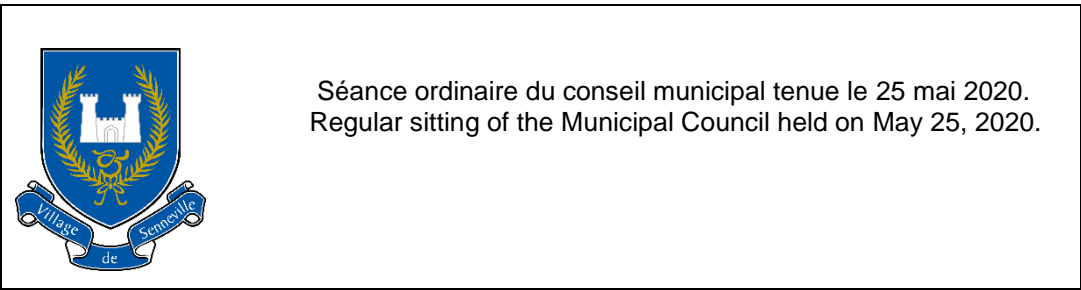 Séance ordinaire du conseil municipal tenue le 25 mai 2020.
Regular sitting of the Municipal Council held on May 25, 2020.
Village
de
Senneville